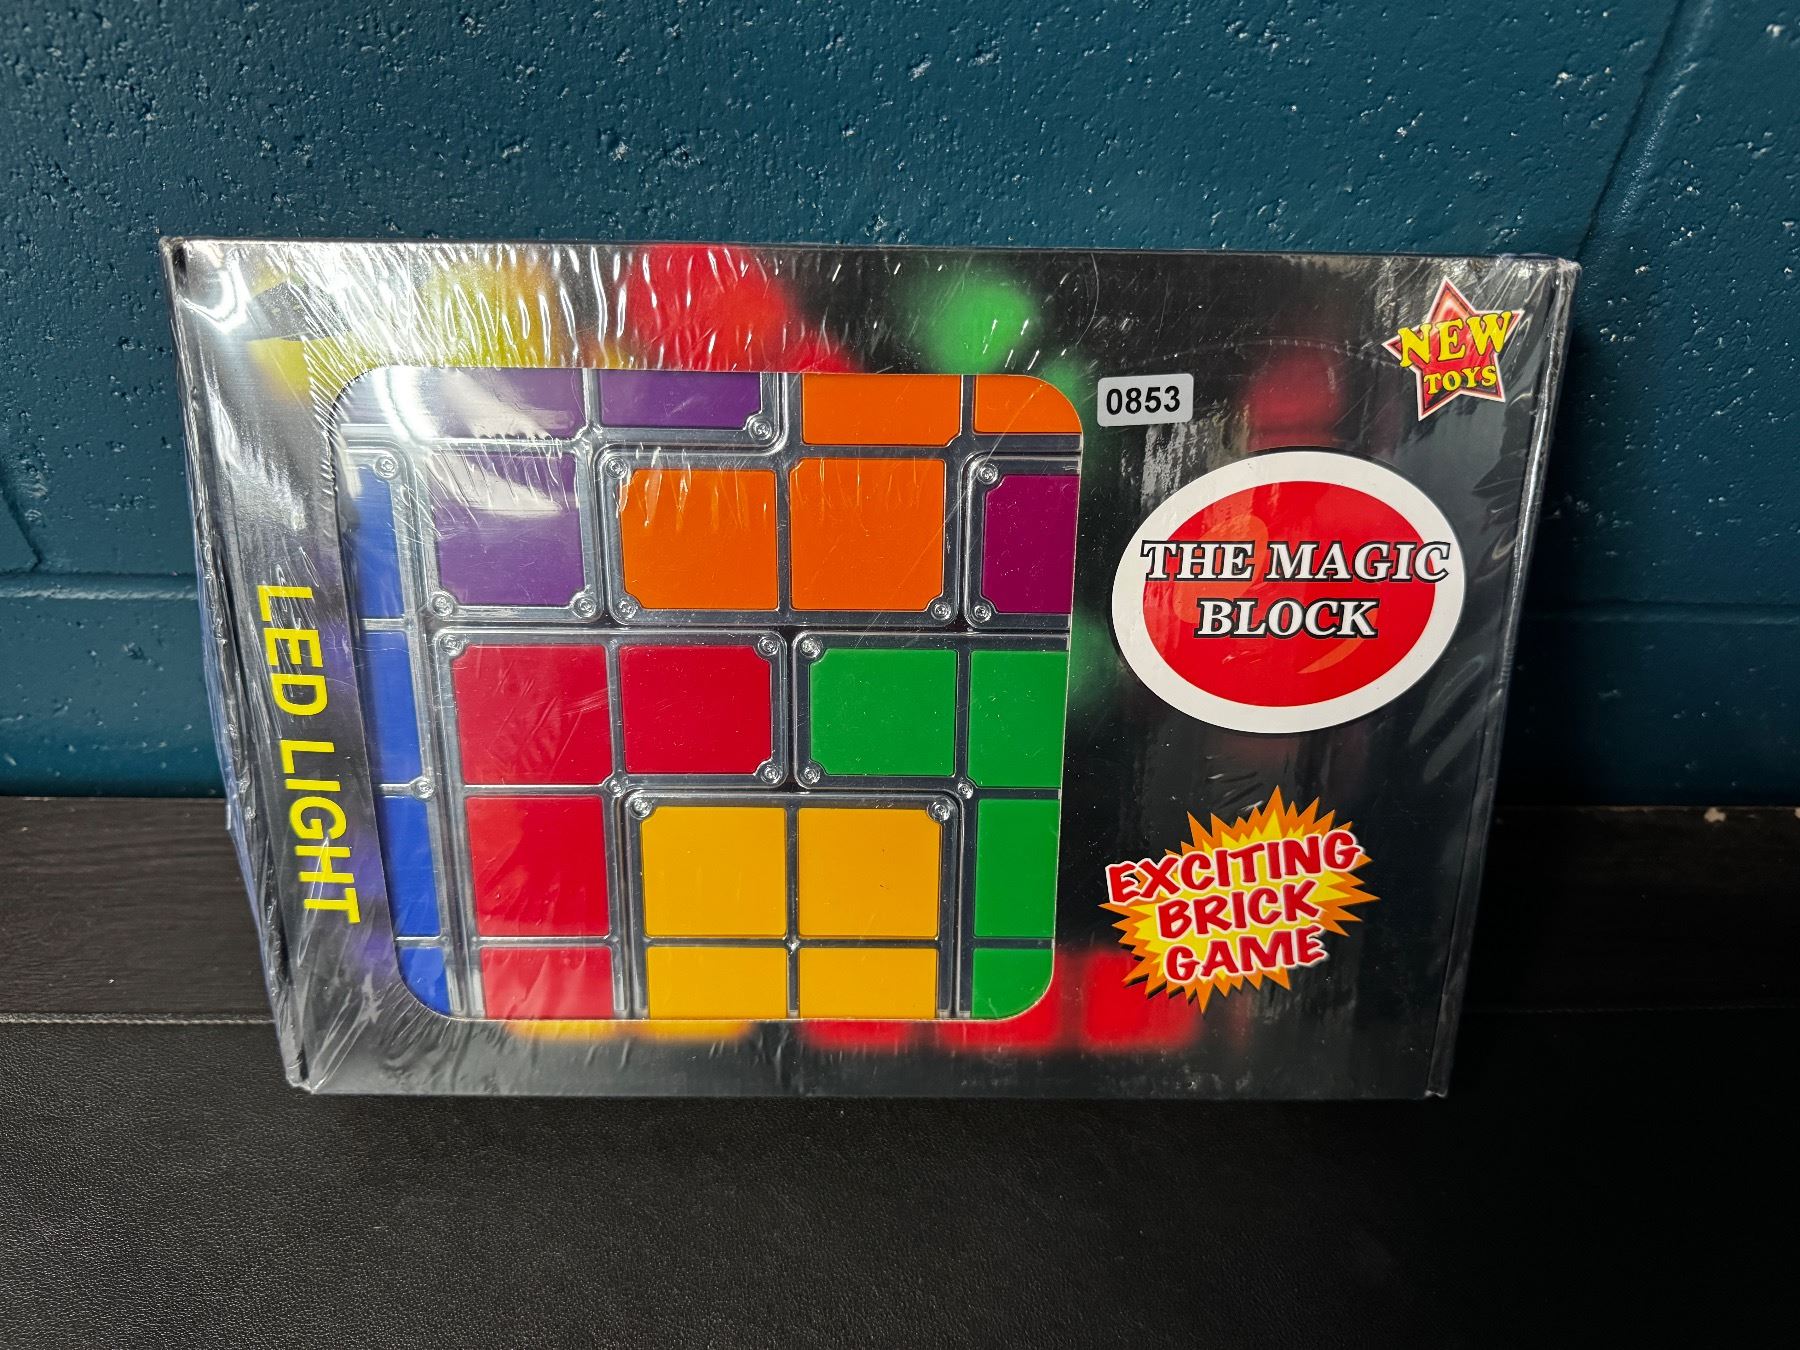 NEW
TOYS
0853
THE MAGIC
BLOCK
LED LIGHT
EXCITING
BRICK
GAME